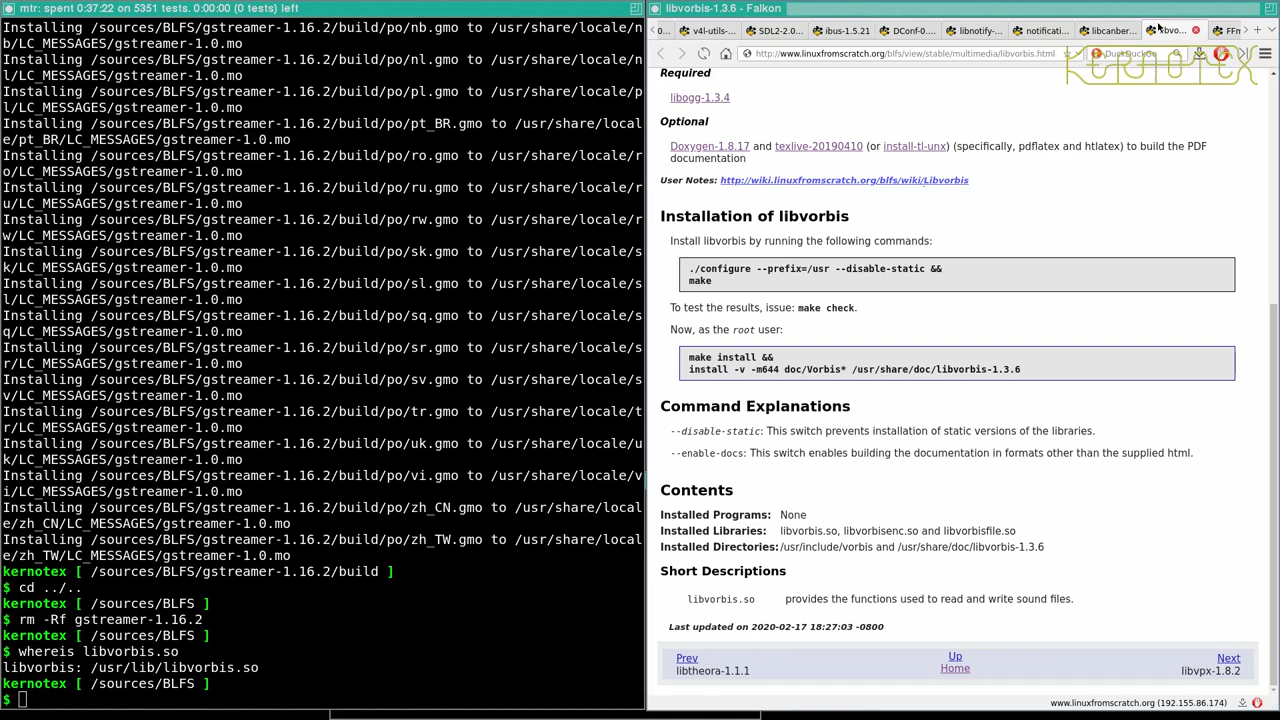 mtr: spent 0:37:22 on 5351 tests. 0:00:00 (0 tests) left
Installing /sources/BLFS/gstreamer-1.16.2/build/po/nb.gmo to /usr/share/locale/n
b/LC_MESSAGES/gstreamer-1.0.mo
Installing /sources/BLFS/gstreamer-1.16.2/build/po/nl.gmo to /usr/share/locale/n
l/LC_MESSAGES/gstreamer-1.0.mo
Installing /sources/BLFS/gstreamer-1.16.2/build/po/pl.gmo to /usr/share/locale/p
l/LC_MESSAGES/gstreamer-1.0.mo
Installing /sources/BLFS/gstreamer-1.16.2/build/po/pt_BR.gmo to /usr/share/local
e/pt_BR/LC_MESSAGES/gstreamer-1.0.mo
Installing /sources/BLFS/gstreamer-1.16.2/build/po/ro.gmo to /usr/share/locale/r
o/LC_MESSAGES/gstreamer-1.0.mo
Installing /sources/BLFS/gstreamer-1.16.2/build/po/ru.gmo to /usr/share/locale/r
u/LC_MESSAGES/gstreamer-1.0.mo
Installing /sources/BLFS/gstreamer-1.16.2/build/po/rw.gmo to /usr/share/locale/r
w/LC_MESSAGES/gstreamer-1.0.mo
Installing /sources/BLFS/gstreamer-1.16.2/build/po/sk.gmo to /usr/share/locale/s
k/LC_MESSAGES/gstreamer-1.0.mo
Installing /sources/BLFS/gstreamer-1.16.2/build/po/sl.gmo to /usr/share/locale/s
l/LC_MESSAGES/gstreamer-1.0.mo
Installing /sources/BLFS/gstreamer-1.16.2/build/po/sq.gmo to /usr/share/locale/s
q/LC_MESSAGES/gstreamer-1.0.mo
Installing /sources/BLFS/gstreamer-1.16.2/build/po/sr.gmo to /usr/share/locale/s
r/LC_MESSAGES/gstreamer-1.0.mo
Installing /sources/BLFS/gstreamer-1.16.2/build/po/sv.gmo to /usr/share/locale/s
v/LC_MESSAGES/gstreamer-1.0.mo
Installing /sources/BLFS/gstreamer-1.16.2/build/po/tr.gmo to /usr/share/locale/t
r/LC_MESSAGES/gstreamer-1.0.mo
Installing /sources/BLFS/gstreamer-1.16.2/build/po/uk.gmo to /usr/share/locale/u
k/LC_MESSAGES/gstreamer-1.0.mo
Installing /sources/BLFS/gstreamer-1.16.2/build/po/vi.gmo to /usr/share/locale/v
i/LC_MESSAGES/gstreamer-1.0.mo
Installing /sources/BLFS/gstreamer-1.16.2/build/po/zh_CN.gmo to /usr/share/local
e/zh_CN/LC_MESSAGES/gstreamer-1.0.mo
Installing /sources/BLFS/gstreamer-1.16.2/build/po/zh_TW.gmo to /usr/share/local
e/zh_TW/LC_MESSAGES/gstreamer-1.0.mo
kernotex [ /sources/BLFS/gstreamer-1.16.2/build ]
$ cd ../..
kernotex [ /sources/BLFS ]
$ rm -Rf gstreamer-1.16.2
kernotex [ /sources/BLFS ]
$ whereis libvorbis.so
libvorbis: /usr/lib/libvorbis.so
kernotex [ /sources/BLFS ]
$
libvorbis-1.3.6 - Falkon
0... v4l-utils-... SDL2-2.0... ibus-1.5.21 DConf-0.... libnotify-... notificati... libcanber... libvo... FFm
http://www.linuxfromscratch.org/blfs/view/stable/multimedia/libvorbis.html DuckDuckGo
KERNOTEX
Required
libogg-1.3.4
Optional
Doxygen-1.8.17 and texlive-20190410 (or install-tl-unx) (specifically, pdflatex and htlatex) to build the PDF
documentation
User Notes: http://wiki.linuxfromscratch.org/blfs/wiki/Libvorbis
Installation of libvorbis
Install libvorbis by running the following commands:
./configure --prefix=/usr --disable-static &&
make
To test the results, issue: make check.
Now, as the root user:
make install &&
install -v -m644 doc/Vorbis* /usr/share/doc/libvorbis-1.3.6
Command Explanations
--disable-static: This switch prevents installation of static versions of the libraries.
--enable-docs: This switch enables building the documentation in formats other than the supplied html.
Contents
Installed Programs: None
Installed Libraries: libvorbis.so, libvorbisenc.so and libvorbisfile.so
Installed Directories: /usr/include/vorbis and /usr/share/doc/libvorbis-1.3.6
Short Descriptions
libvorbis.so provides the functions used to read and write sound files.
Last updated on 2020-02-17 18:27:03 -0800
Prev Up Next
libtheora-1.1.1 Home libvpx-1.8.2
www.linuxfromscratch.org (192.155.86.174)